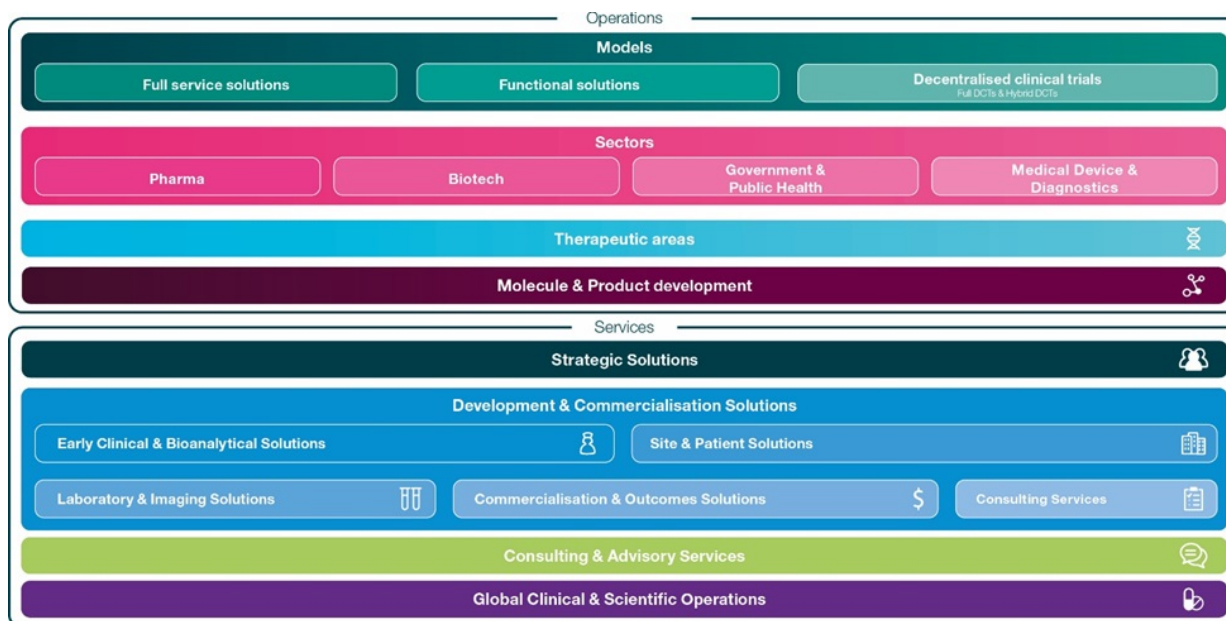 Operations
Models
Full service solutions
Functional solutions
Decentralised clinical trials
Full DCTs & Hybrid DCTs
Sectors
Pharma
Biotech
Government &
Public Health
Medical Device &
Diagnostics
Therapeutic areas
Molecule & Product development
Services
Strategic Solutions
Development & Commercialisation Solutions
Early Clinical & Bioanalytical Solutions
Site & Patient Solutions
Laboratory & Imaging Solutions
Commercialisation & Outcomes Solutions
$
Consulting Services
Consulting & Advisory Services
Global Clinical & Scientific Operations